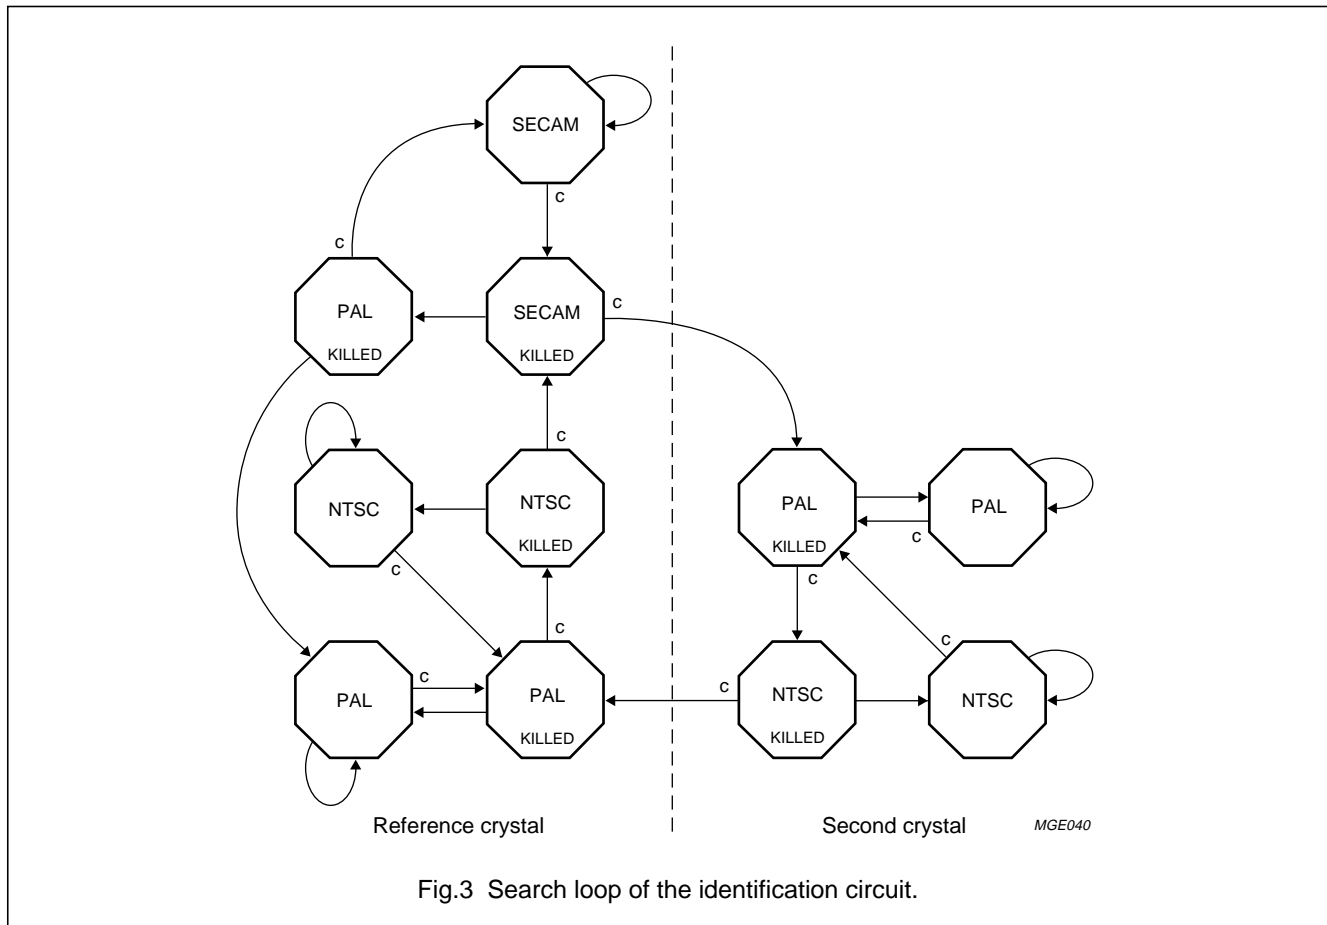 SECAM
c
c
PAL
KILLED
SECAM
KILLED
c
c
NTSC
NTSC
KILLED
c
PAL
KILLED
PAL
c
c
c
c
PAL
c
PAL
KILLED
c
NTSC
KILLED
NTSC
Reference crystal
Second crystal
MGE040
Fig.3 Search loop of the identification circuit.